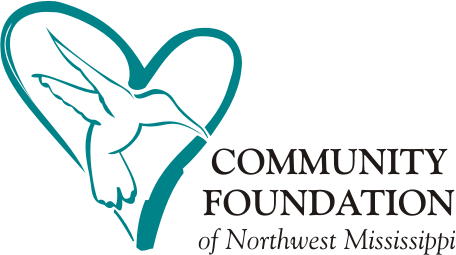 COMMUNITY
FOUNDATION
of Northwest Mississippi